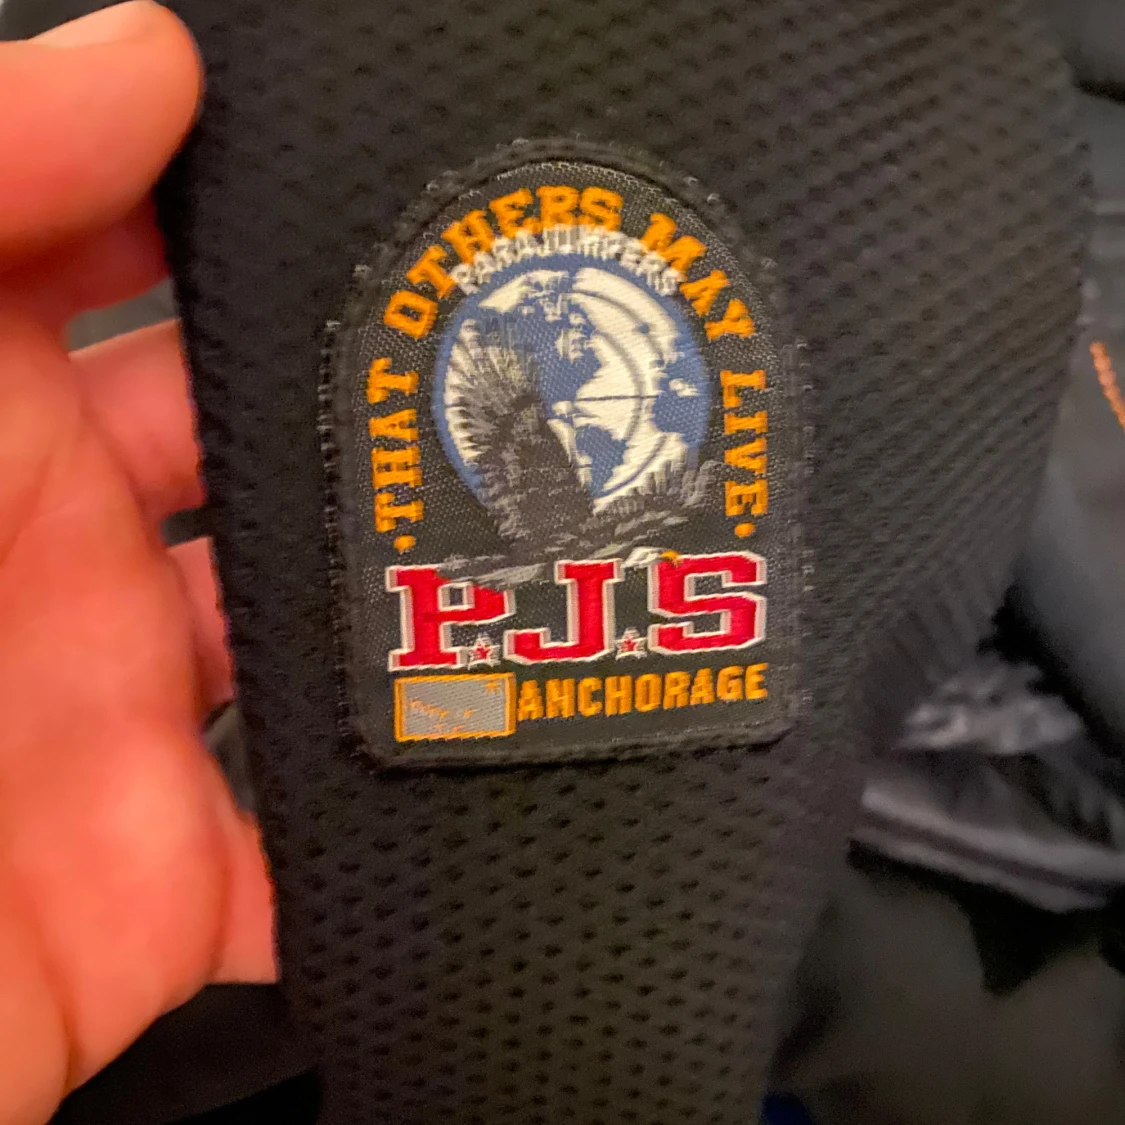 ·THAT OTHERS MAY LIVE·
PARAJUMPERS
P.J.S
ANCHORAGE